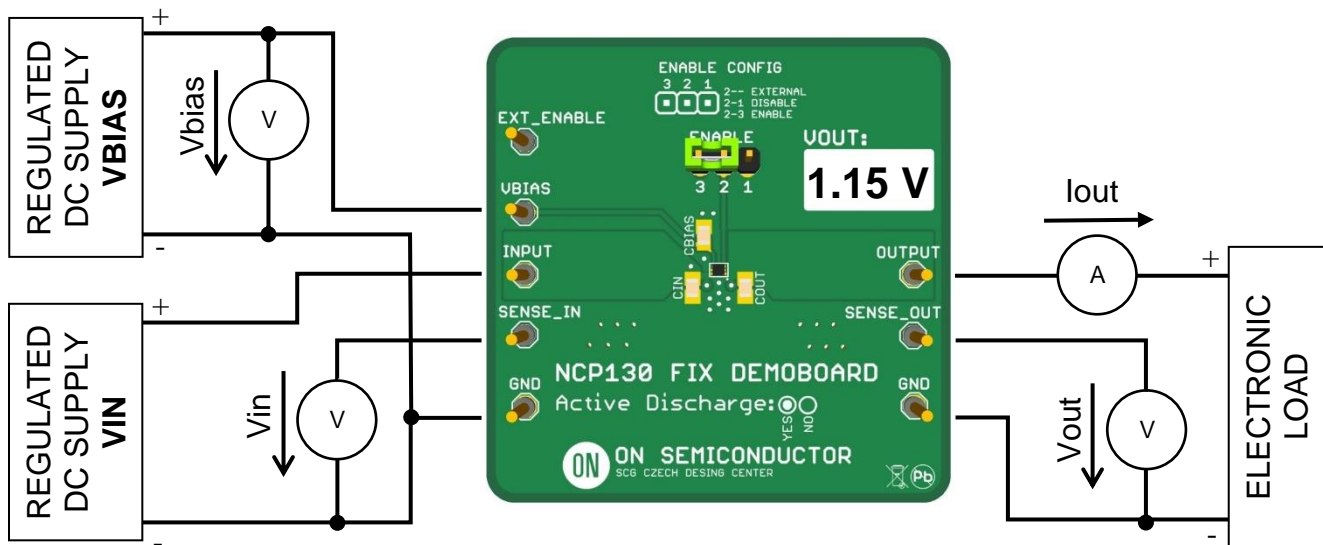 REGULATED
DC SUPPLY
VBIAS
+
-
Vbias
V
REGULATED
DC SUPPLY
VIN
+
-
Vin
V
ENABLE CONFIG
3 2 1
2-- EXTERNAL
2-1 DISABLE
2-3 ENABLE
EXT_ENABLE
ENABLE
3 2 1
VOUT:
1.15 V
VBIAS
CBIAS
INPUT
OUTPUT
CIN
COUT
SENSE_IN
SENSE_OUT
NCP130 FIX DEMOBOARD
GND
GND
Active Discharge:
YES
NO
ON
ON SEMICONDUCTOR
SCG CZECH DESING CENTER
Pb
Iout
A
+
-
Vout
V
ELECTRONIC
LOAD